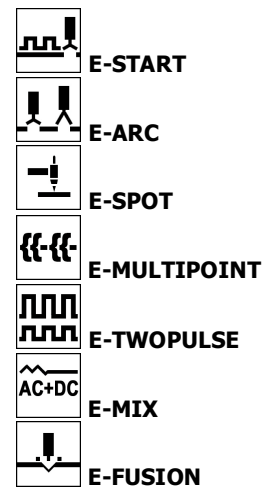 E-START
E-ARC
E-SPOT
E-MULTIPOINT
E-TWOPULSE
AC+DC
E-MIX
E-FUSION